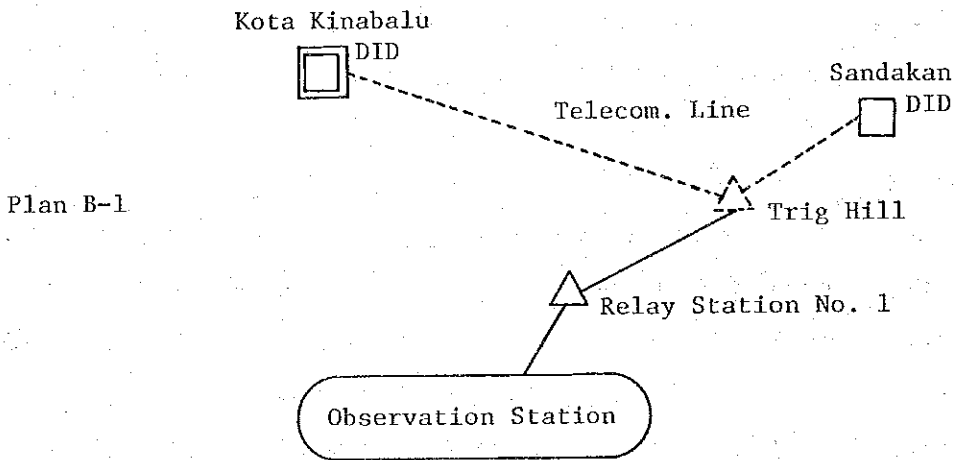 Kota Kinabalu
DID
Sandakan
DID
Telecom. Line
Plan B-1
Trig Hill
Relay Station No. 1
Observation Station